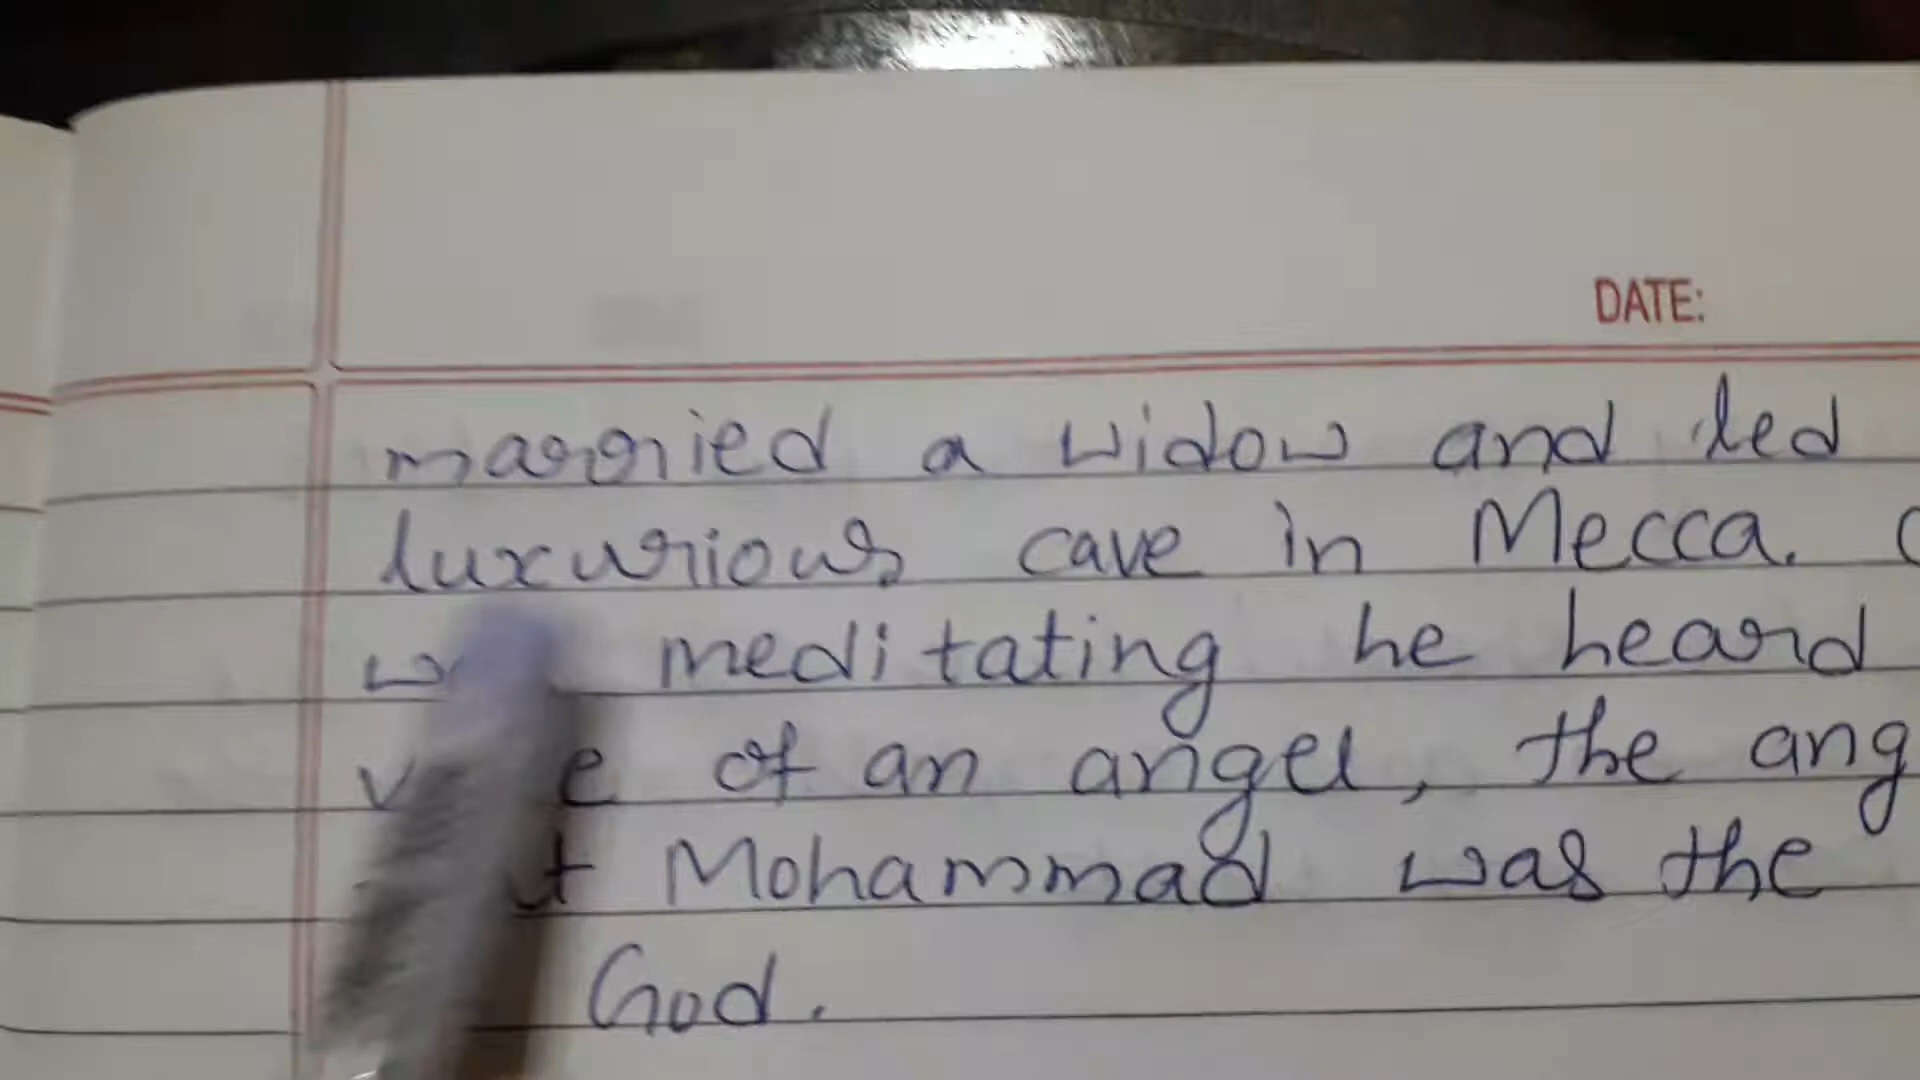 DATE:
married a widow and led
luxurious cave in Mecca.
meditating he heard
of an angel, the ang
Mohammad was the
God.